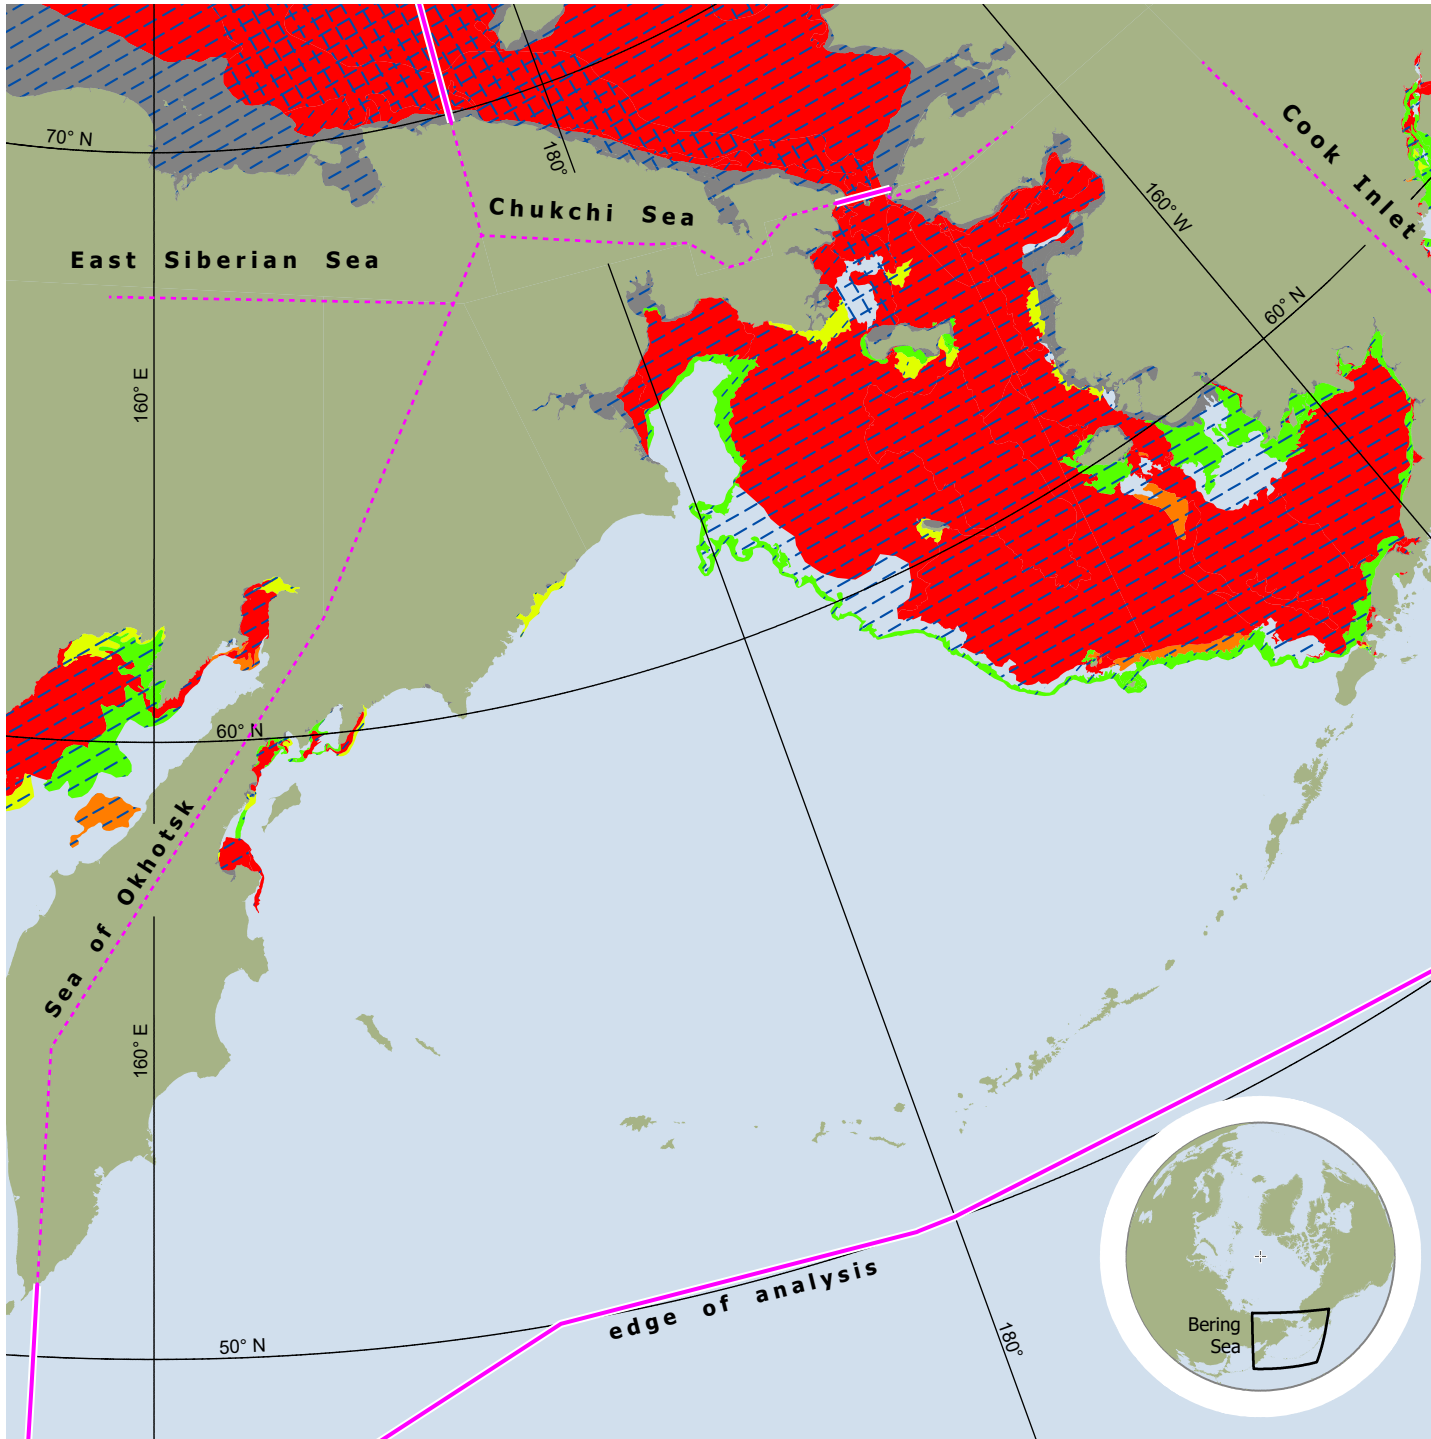 70° N
180°
Cook Inlet
160° W
Chukchi Sea
East Siberian Sea
60° N
160° E
60° N
Sea of Okhotsk
160° E
edge of analysis
50° N
180°
Bering
Sea